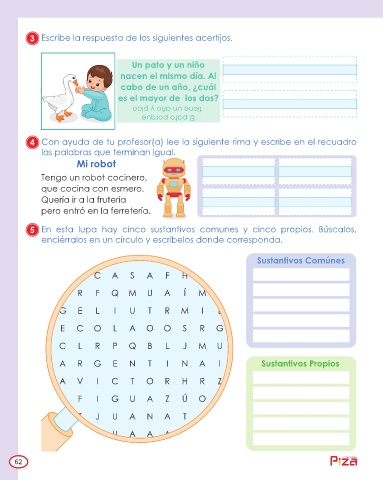 3 Escribe la respuesta de los siguientes acertijos.
Un pato y un niño
nacen el mismo día. Al
cabo de un año, ¿cuál
es el mayor de los dos?
El pato porque
tiene un año y pico
4 Con ayuda de tu profesor(a) lee la siguiente rima y escribe en el recuadro
las palabras que terminan igual.
Mi robot
Tengo un robot cocinero,
que cocina con esmero.
Quería ir a la frutería
pero entró en la ferretería.
5 En esta lupa hay cinco sustantivos comunes y cinco propios. Búscalos,
enciérralos en un círculo y escríbelos donde corresponda.
C A S A F H
R F Q M U A Í M
G E L I U T R M I
E C O L A O O S R G
C L R P Q B L J M U
A R G E N T I N A I
A V I C T O R H R Z
F I G U A Z Ú O
J U A N A T
U A A
Sustantivos Comúnes
Sustantivos Propios
62
Piza